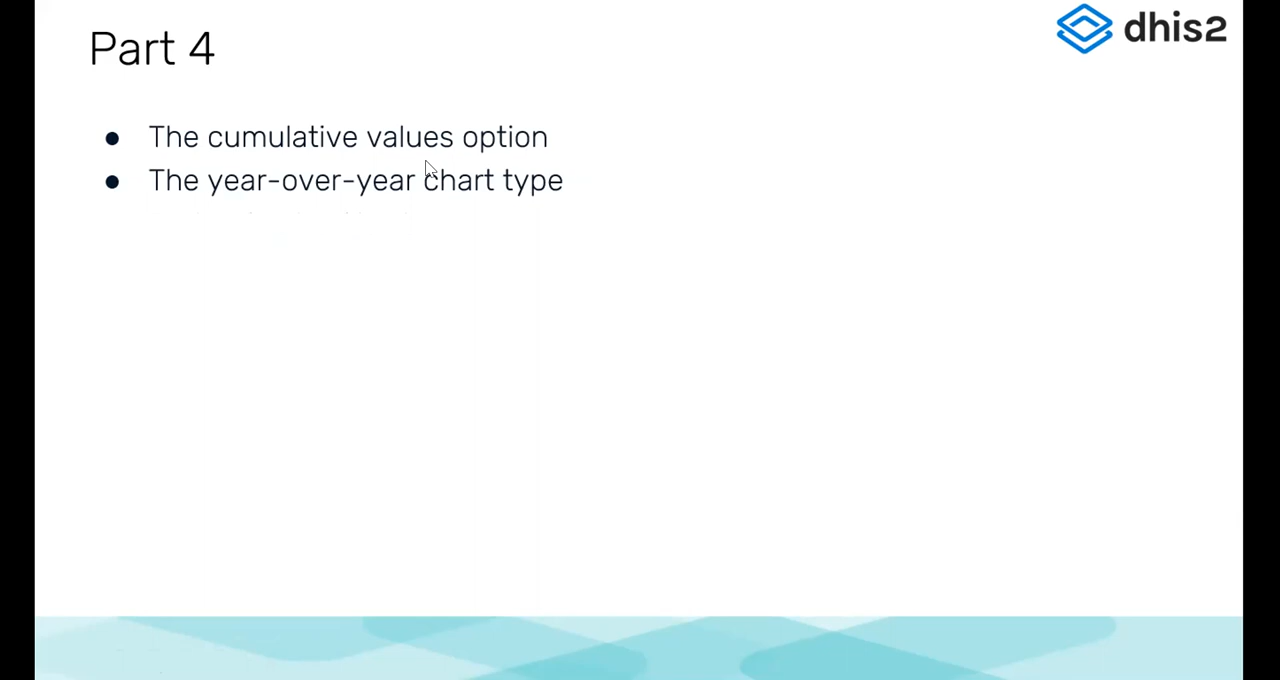 Part 4
dhis2
● The cumulative values option
● The year-over-year chart type